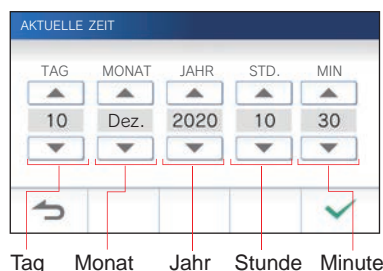 AKTUELLE ZEIT
TAG MONAT JAHR STD. MIN
10 Dez. 2020 10 30
Tag Monat Jahr Stunde Minute